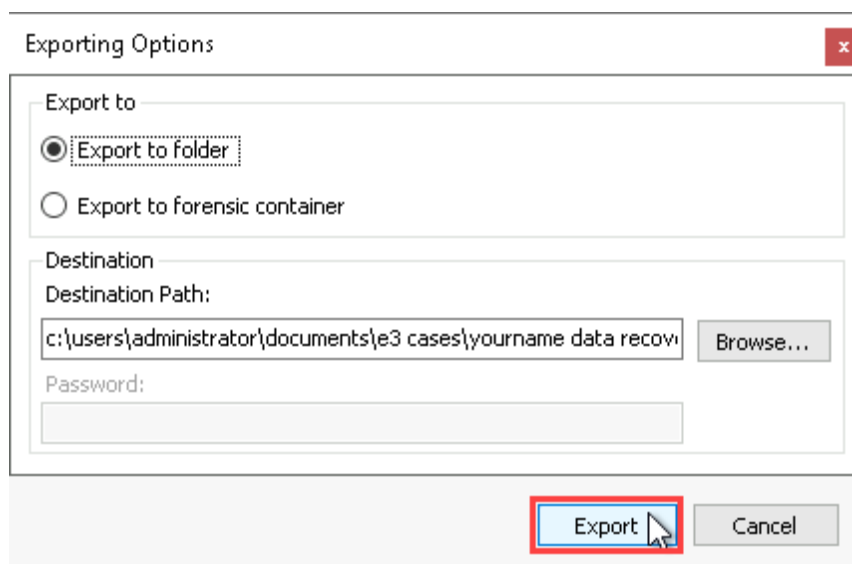 Exporting Options
x
Export to
Export to folder
Export to forensic container
Destination
Destination Path:
c:\users\administrator\documents\e3 cases\yourname data recov
Browse...
Password:
Export
Cancel